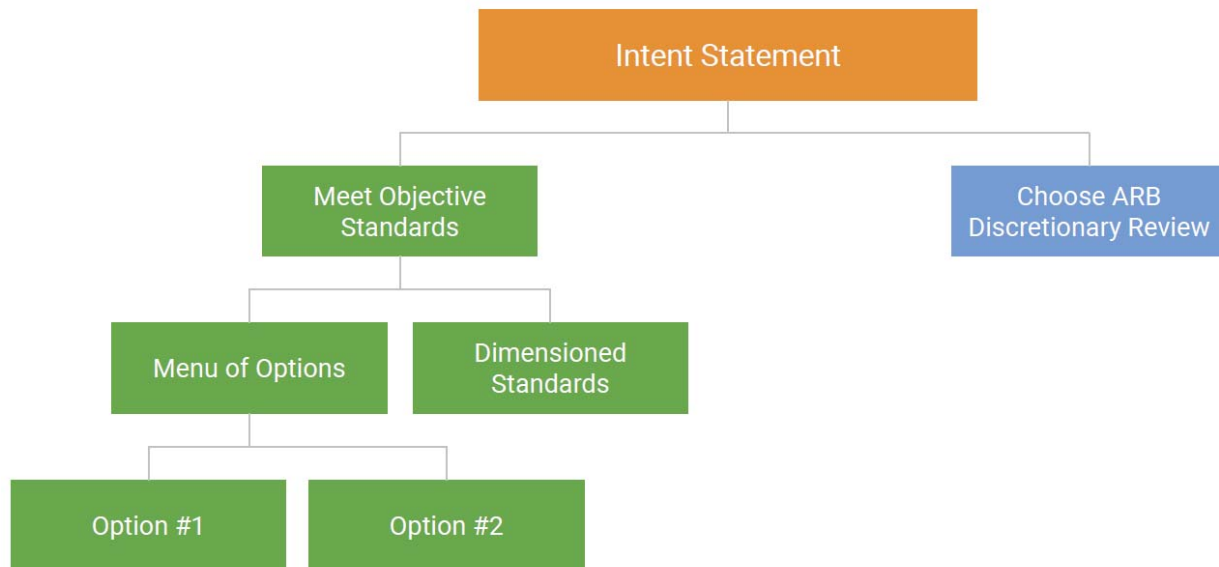 Intent Statement
Meet Objective
Standards
Choose ARB
Discretionary Review
Menu of Options
Dimensioned
Standards
Option #1
Option #2